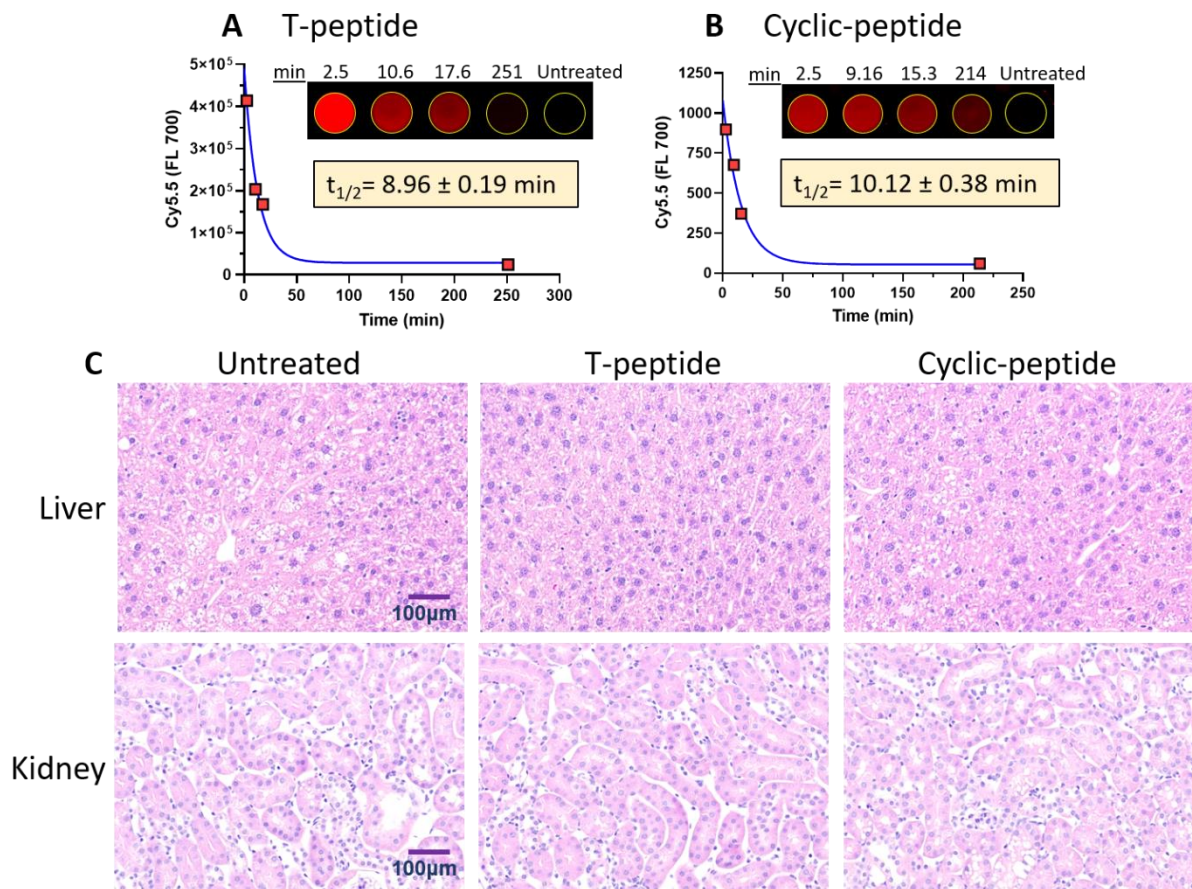 A T-peptide
min 2.5 10.6 17.6 251 Untreated
t1/2= 8.96 ± 0.19 min
Cy5.5 (FL 700)
5×10⁵
4×10⁵
3×10⁵
2×10⁵
1×10⁵
0
0 50 100 150 200 250 300
Time (min)
B Cyclic-peptide
min 2.5 9.16 15.3 214 Untreated
t1/2= 10.12 ± 0.38 min
Cy5.5 (FL 700)
1250
1000
750
500
250
0
0 50 100 150 200 250
Time (min)
C Untreated T-peptide Cyclic-peptide
Liver
100µm
Kidney
100µm